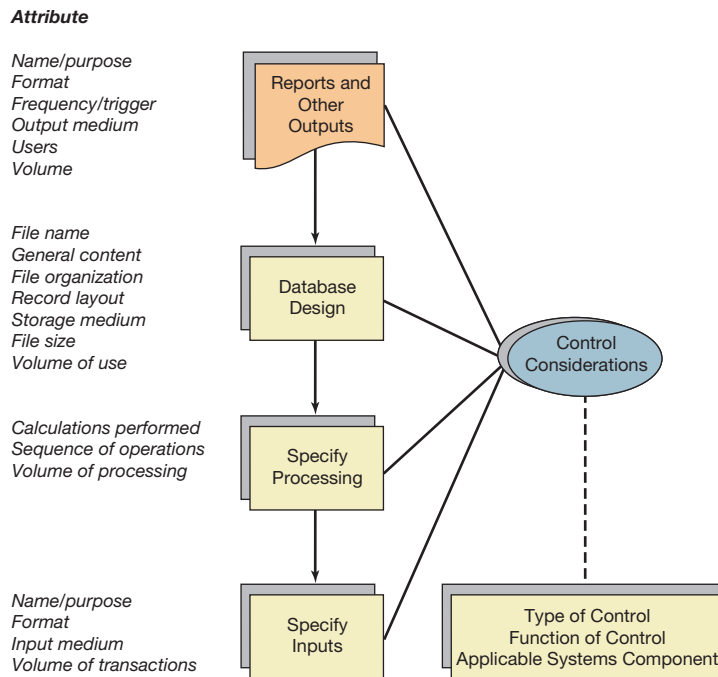 Attribute
Name/purpose
Format
Frequency/trigger
Output medium
Users
Volume
Reports and
Other
Outputs
File name
General content
File organization
Record layout
Storage medium
File size
Volume of use
Database
Design
Control
Considerations
Calculations performed
Sequence of operations
Volume of processing
Specify
Processing
Name/purpose
Format
Input medium
Volume of transactions
Specify
Inputs
Type of Control
Function of Control
Applicable Systems Component